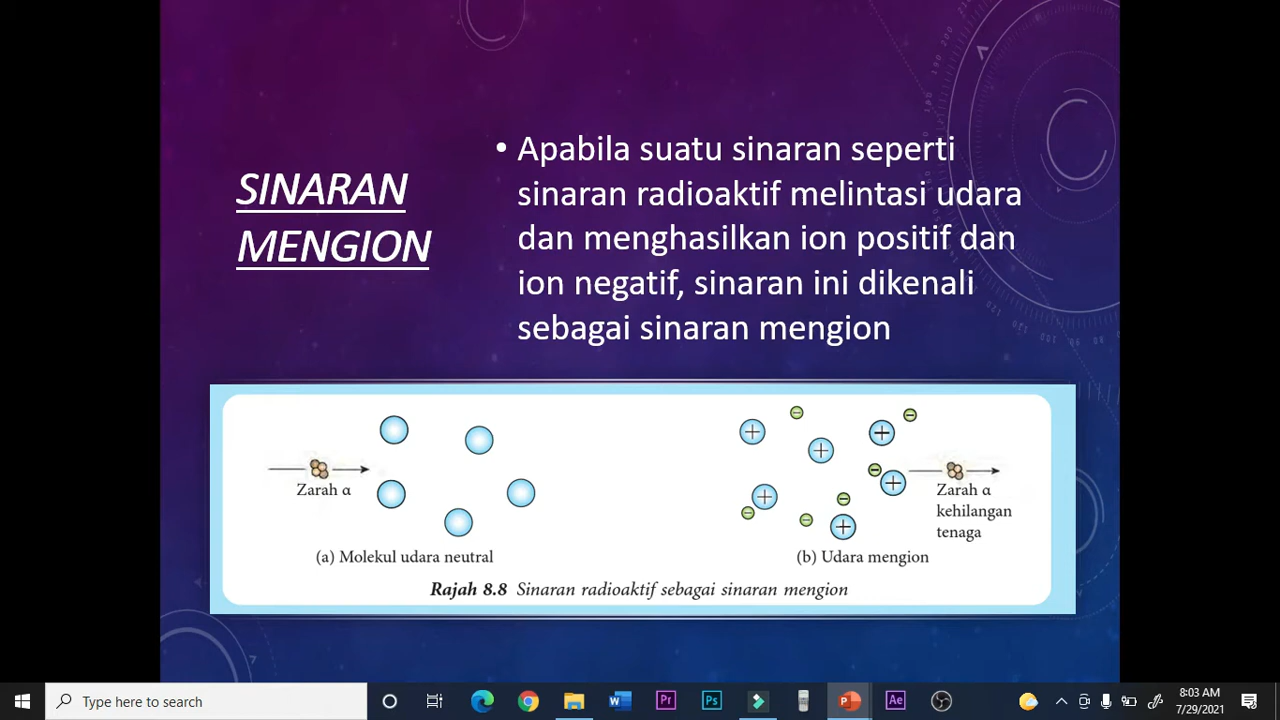 SINARAN
MENGION
• Apabila suatu sinaran seperti
sinaran radioaktif melintasi udara
dan menghasilkan ion positif dan
ion negatif, sinaran ini dikenali
sebagai sinaran mengion
Zarah α
(a) Molekul udara neutral
Zarah α
kehilangan
tenaga
(b) Udara mengion
Rajah 8.8 Sinaran radioaktif sebagai sinaran mengion
Type here to search
8:03 AM
7/29/2021